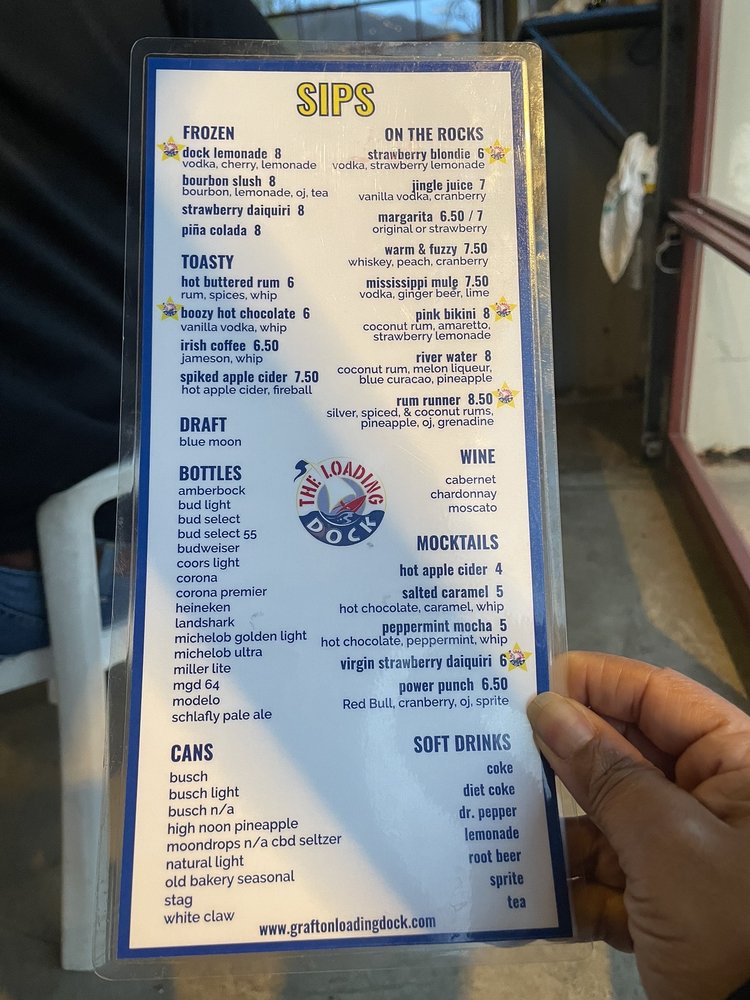 SIPS
FROZEN
dock lemonade 8
vodka, cherry, lemonade
bourbon slush 8
bourbon, lemonade, oj, tea
strawberry daiquiri 8
piña colada 8
TOASTY
hot buttered rum 6
rum, spices, whip
boozy hot chocolate 6
vanilla vodka, whip
irish coffee 6.50
jameson, whip
spiked apple cider 7.50
hot apple cider, fireball
DRAFT
blue moon
BOTTLES
amberbock
bud light
bud select
bud select 55
budweiser
coors light
corona
corona premier
heineken
landshark
michelob golden light
michelob ultra
miller lite
mgd 64
modelo
schlafly pale ale
CANS
busch
busch light
busch n/a
high noon pineapple
moondrops n/a cbd seltzer
natural light
old bakery seasonal
stag
white claw
ON THE ROCKS
strawberry blondie 6
vodka, strawberry lemonade
jingle juice 7
vanilla vodka, cranberry
margarita 6.50 / 7
original or strawberry
warm & fuzzy 7.50
whiskey, peach, cranberry
mississippi mule 7.50
vodka, ginger beer, lime
pink bikini 8
coconut rum, amaretto,
strawberry lemonade
river water 8
coconut rum, melon liqueur,
blue curacao, pineapple
rum runner 8.50
silver, spiced, & coconut rums,
pineapple, oj, grenadine
THE LOADING
DOCK
WINE
cabernet
chardonnay
moscato
MOCKTAILS
hot apple cider 4
salted caramel 5
hot chocolate, caramel, whip
peppermint mocha 5
hot chocolate, peppermint, whip
virgin strawberry daiquiri 6
power punch 6.50
Red Bull, cranberry, oj, sprite
SOFT DRINKS
coke
diet coke
dr. pepper
lemonade
root beer
sprite
tea
www.graftonloadingdock.com